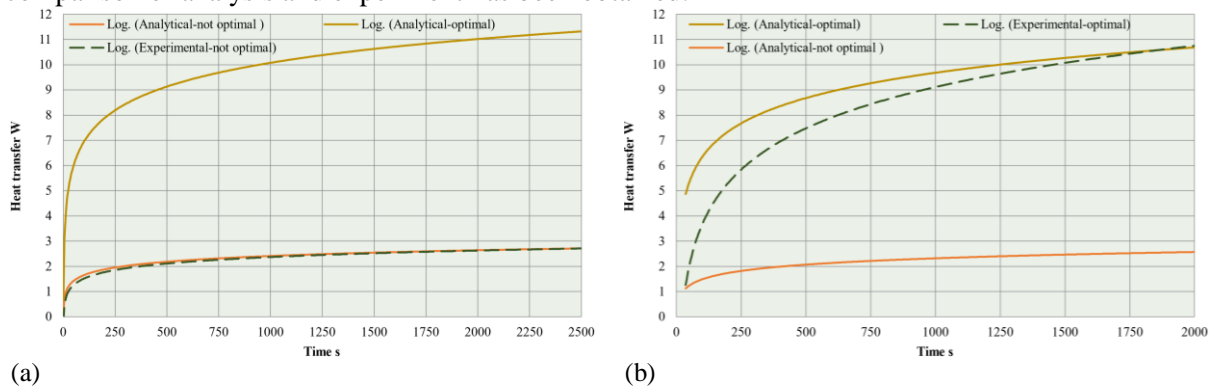 Log. (Analytical-not optimal )
Log. (Analytical-optimal)
Log. (Experimental-not optimal)
12
11
10
9
8
7
6
5
4
3
2
1
0
Heat transfer W
0 250 500 750 1000 1250 1500 1750 2000 2250 2500
Time s
(a)
Log. (Analytical-optimal)
Log. (Experimental-optimal)
Log. (Analytical-not optimal )
12
11
10
9
8
7
6
5
4
3
2
1
0
Heat transfer W
0 250 500 750 1000 1250 1500 1750 2000
Time s
(b)